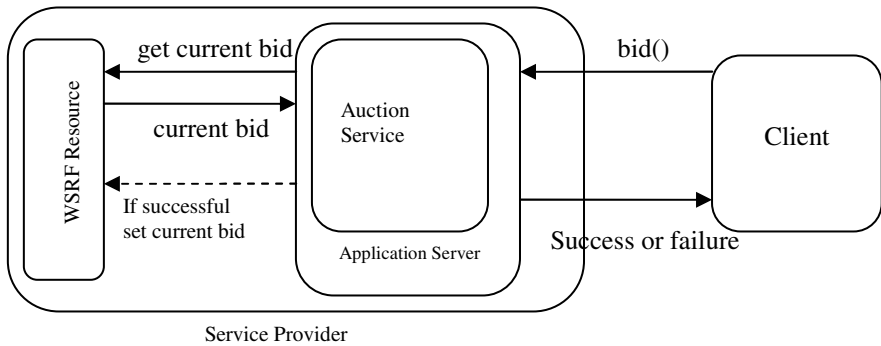 get current bid
bid()
WSRF Resource
Auction
Service
Client
current bid
If successful
set current bid
Success or failure
Application Server
Service Provider